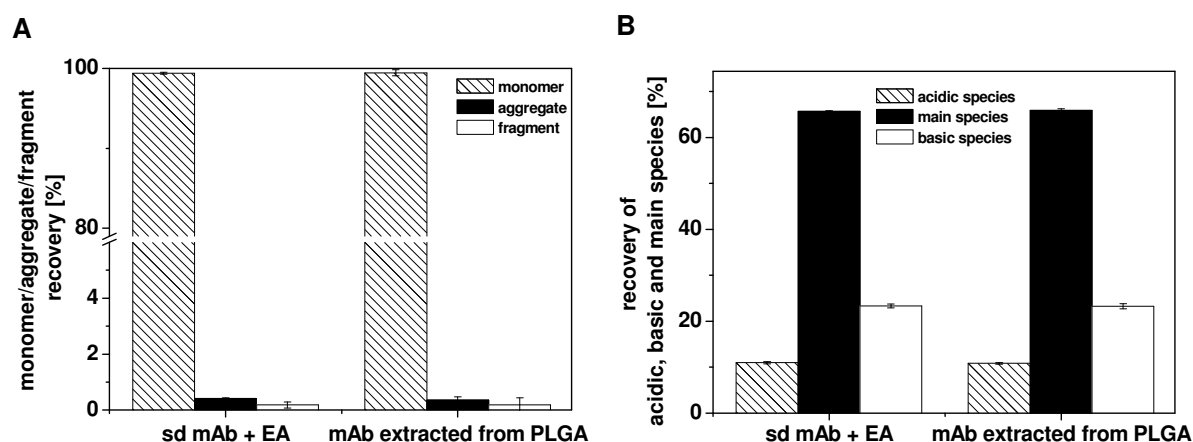 A
monomer/aggregate/fragment
recovery [%]
100
80
4
2
0
monomer
aggregate
fragment
sd mAb + EA
mAb extracted from PLGA
B
recovery of
acidic, basic and main species [%]
60
40
20
0
acidic species
main species
basic species
sd mAb + EA
mAb extracted from PLGA